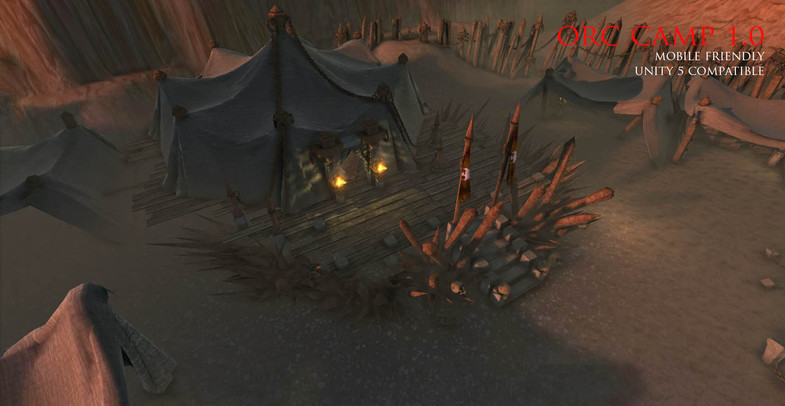 ORC CAMP 1.0
MOBILE FRIENDLY
UNITY 5 COMPATIBLE